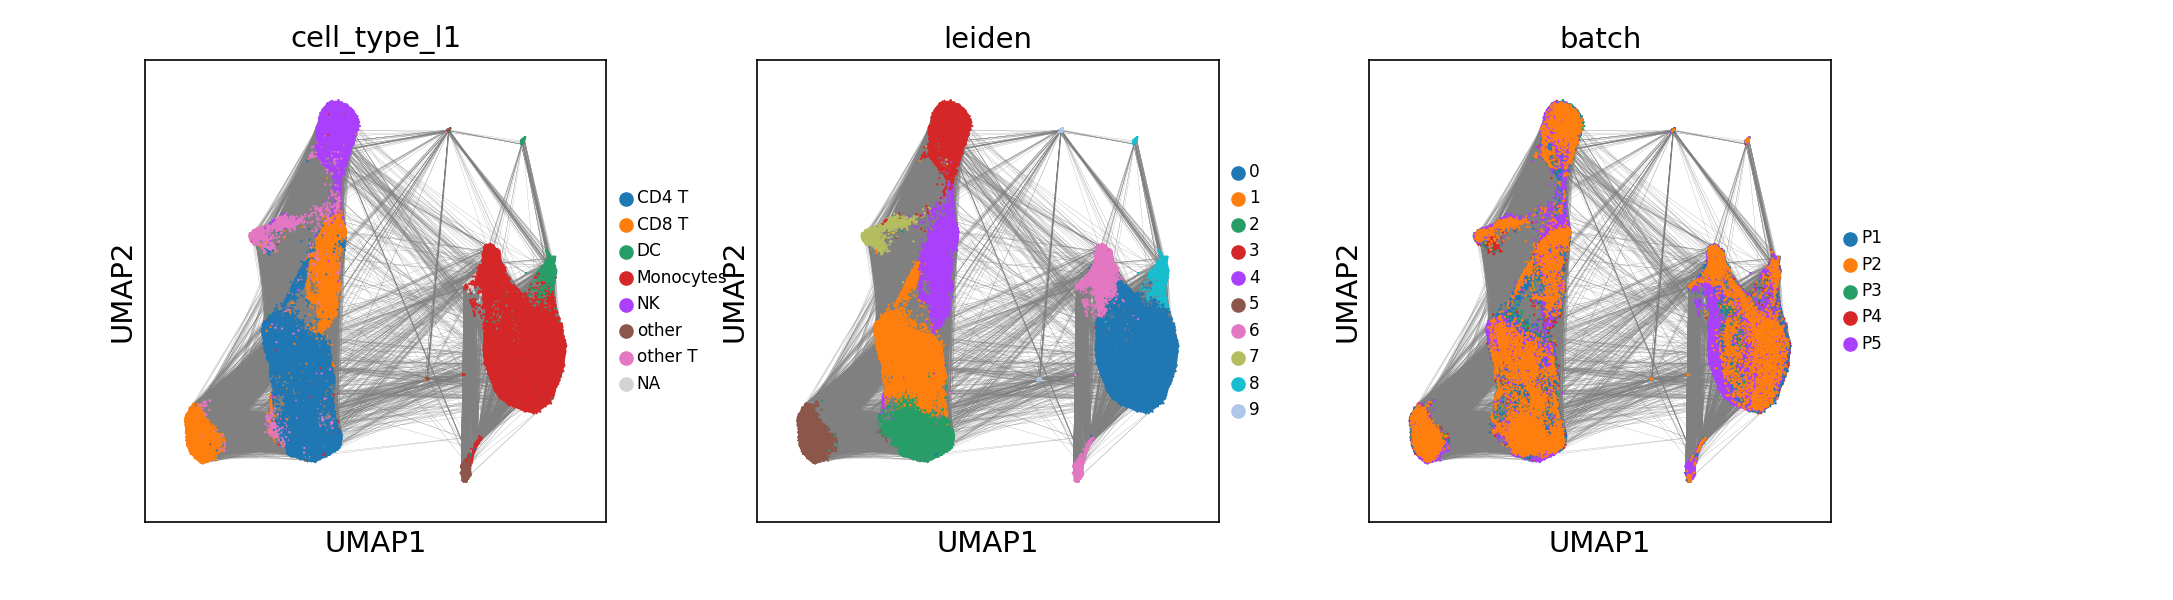 cell_type_l1
UMAP2
UMAP1
CD4 T
CD8 T
DC
Monocytes
NK
other
other T
NA
leiden
UMAP2
UMAP1
0
1
2
3
4
5
6
7
8
9
batch
UMAP2
UMAP1
P1
P2
P3
P4
P5